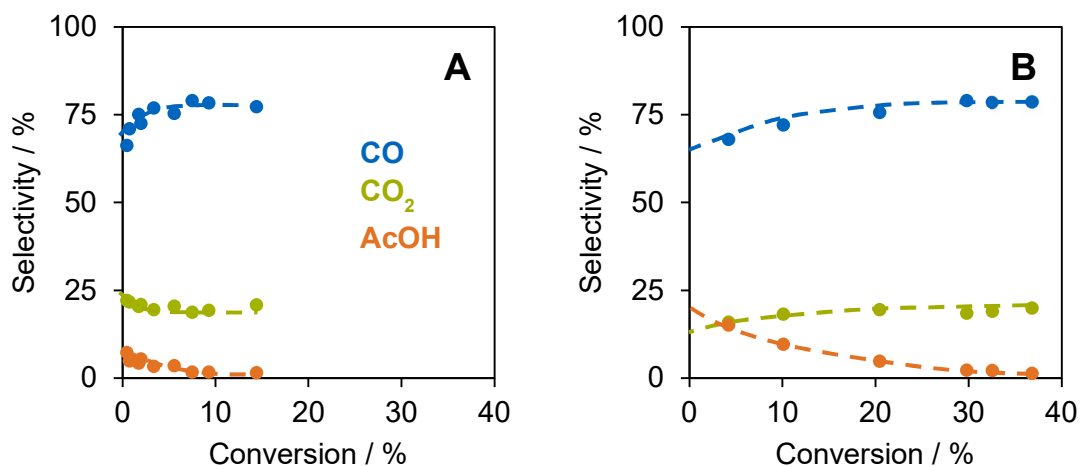 A
Selectivity / %
100
75
50
25
0
CO
CO₂
AcOH
0 10 20 30 40
Conversion / %
B
Selectivity / %
100
75
50
25
0
0 10 20 30 40
Conversion / %